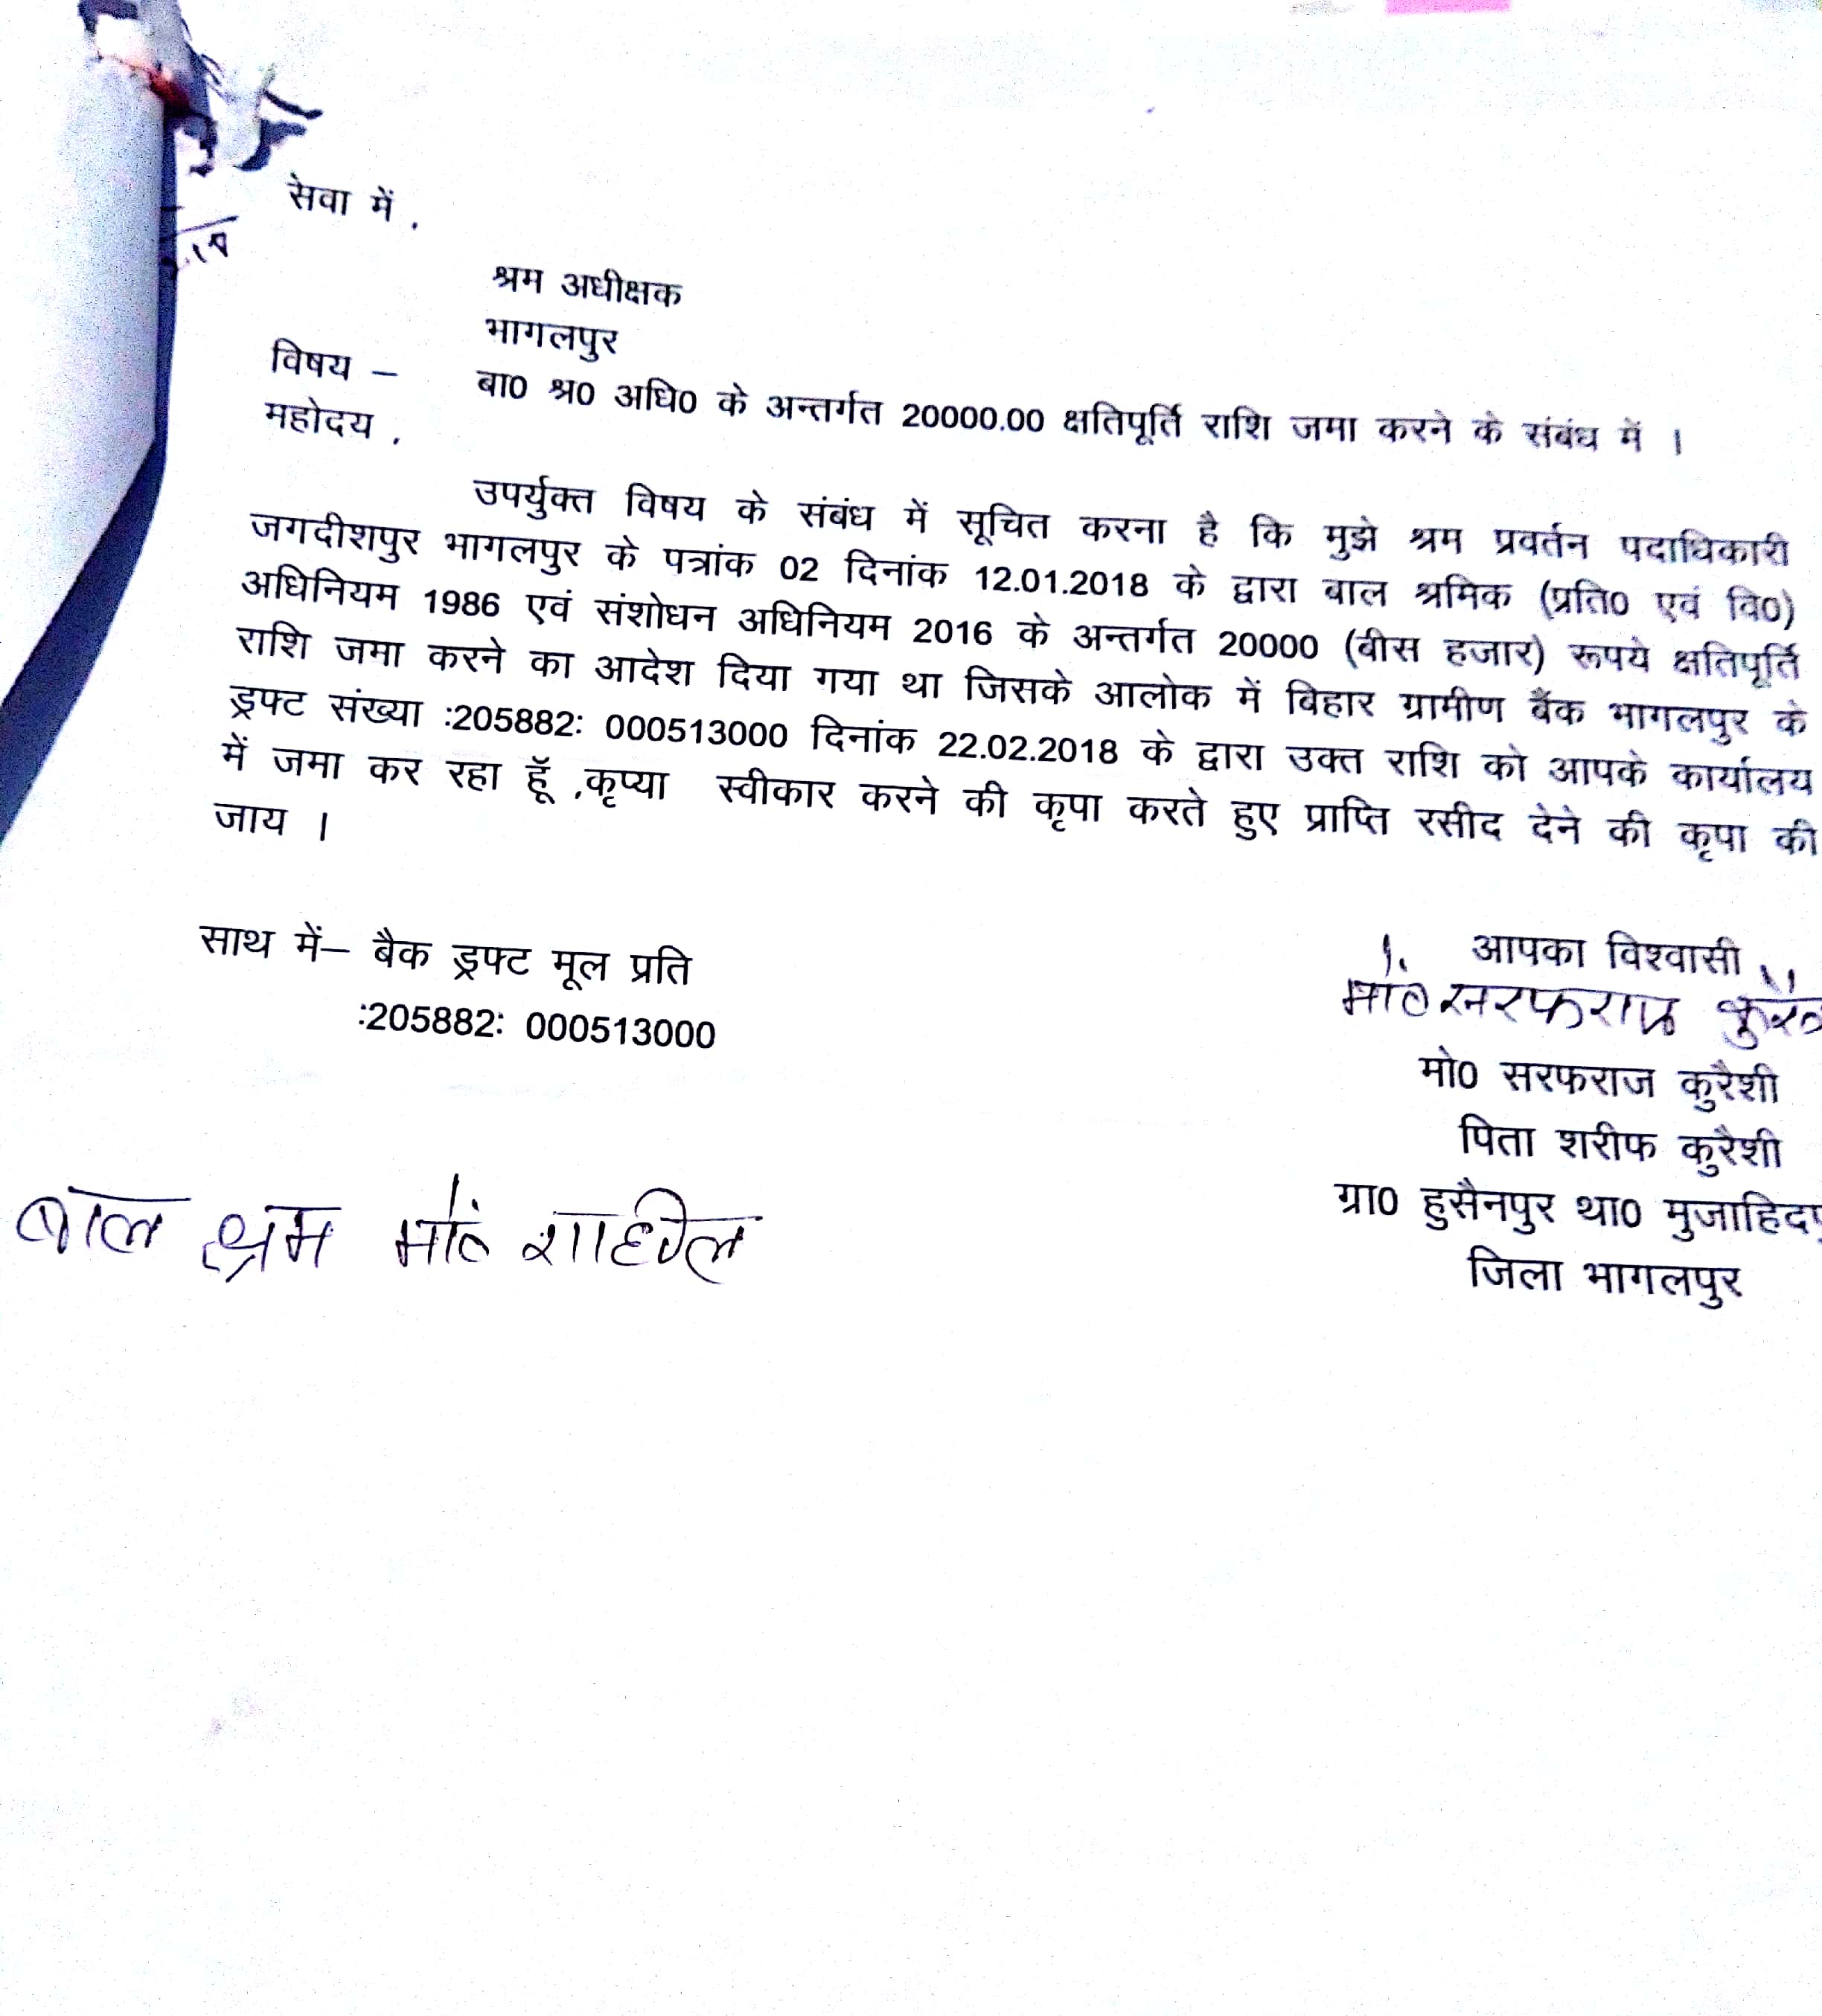 सेवा में ,
श्रम अधीक्षक
भागलपुर
विषय – बा0 श्र0 अधि0 के अन्तर्गत 20000.00 क्षतिपूर्ति राशि जमा करने के संबंध में ।
महोदय ,
उपर्युक्त विषय के संबंध में सूचित करना है कि मुझे श्रम प्रवर्तन पदाधिकारी
जगदीशपुर भागलपुर के पत्रांक 02 दिनांक 12.01.2018 के द्वारा बाल श्रमिक (प्रति0 एवं वि0)
अधिनियम 1986 एवं संशोधन अधिनियम 2016 के अन्तर्गत 20000 (बीस हजार) रूपये क्षतिपूर्ति
राशि जमा करने का आदेश दिया गया था जिसके आलोक में बिहार ग्रामीण बैंक भागलपुर के
ड्रफ्ट संख्या :205882: 000513000 दिनांक 22.02.2018 के द्वारा उक्त राशि को आपके कार्यालय
में जमा कर रहा हूॅ ,कृप्या स्वीकार करने की कृपा करते हुए प्राप्ति रसीद देने की कृपा की
जाय ।
साथ में– बैक ड्रफ्ट मूल प्रति
:205882: 000513000
आपका विश्वासी
मो० सरफराज
मो0 सरफराज कुरैशी
पिता शरीफ कुरैशी
ग्रा0 हुसैनपुर था0 मुजाहिदप
जिला भागलपुर
बाल श्रम मो० शाहील